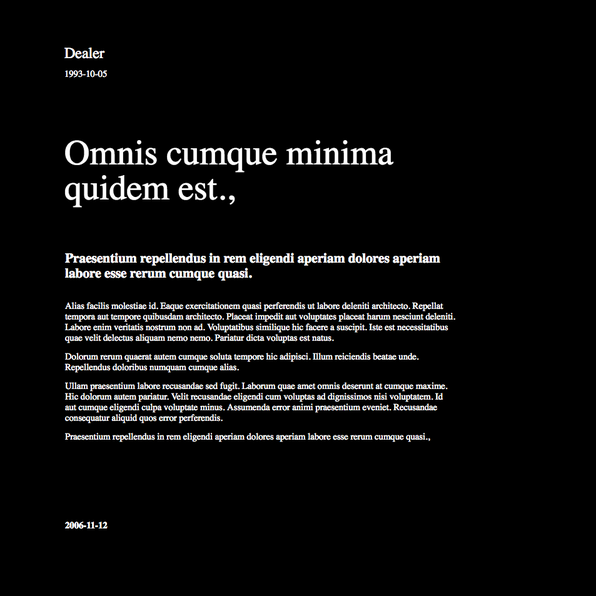 Dealer
1993-10-05
Omnis cumque minima
quidem est.,
Praesentium repellendus in rem eligendi aperiam dolores aperiam
labore esse rerum cumque quasi.
Alias facilis molestiae id. Eaque exercitationem quasi perferendis ut labore deleniti architecto. Repellat
tempora aut tempore quibusdam architecto. Placeat impedit aut voluptates placeat harum nesciunt deleniti.
Labore enim veritatis nostrum non ad. Voluptatibus similique hic facere a suscipit. Iste est necessitatibus
quae velit delectus aliquam nemo nemo. Pariatur dicta voluptas est natus.
Dolorum rerum quaerat autem cumque soluta tempore hic adipisci. Illum reiciendis beatae unde.
Repellendus doloribus numquam cumque alias.
Ullam praesentium labore recusandae sed fugit. Laborum quae amet omnis deserunt at cumque maxime.
Hic dolorum autem pariatur. Velit recusandae eligendi cum voluptas ad dignissimos nisi voluptatem. Id
aut cumque eligendi culpa voluptate minus. Assumenda error animi praesentium eveniet. Recusandae
consequatur aliquid quos error perferendis.
Praesentium repellendus in rem eligendi aperiam dolores aperiam labore esse rerum cumque quasi.,
2006-11-12